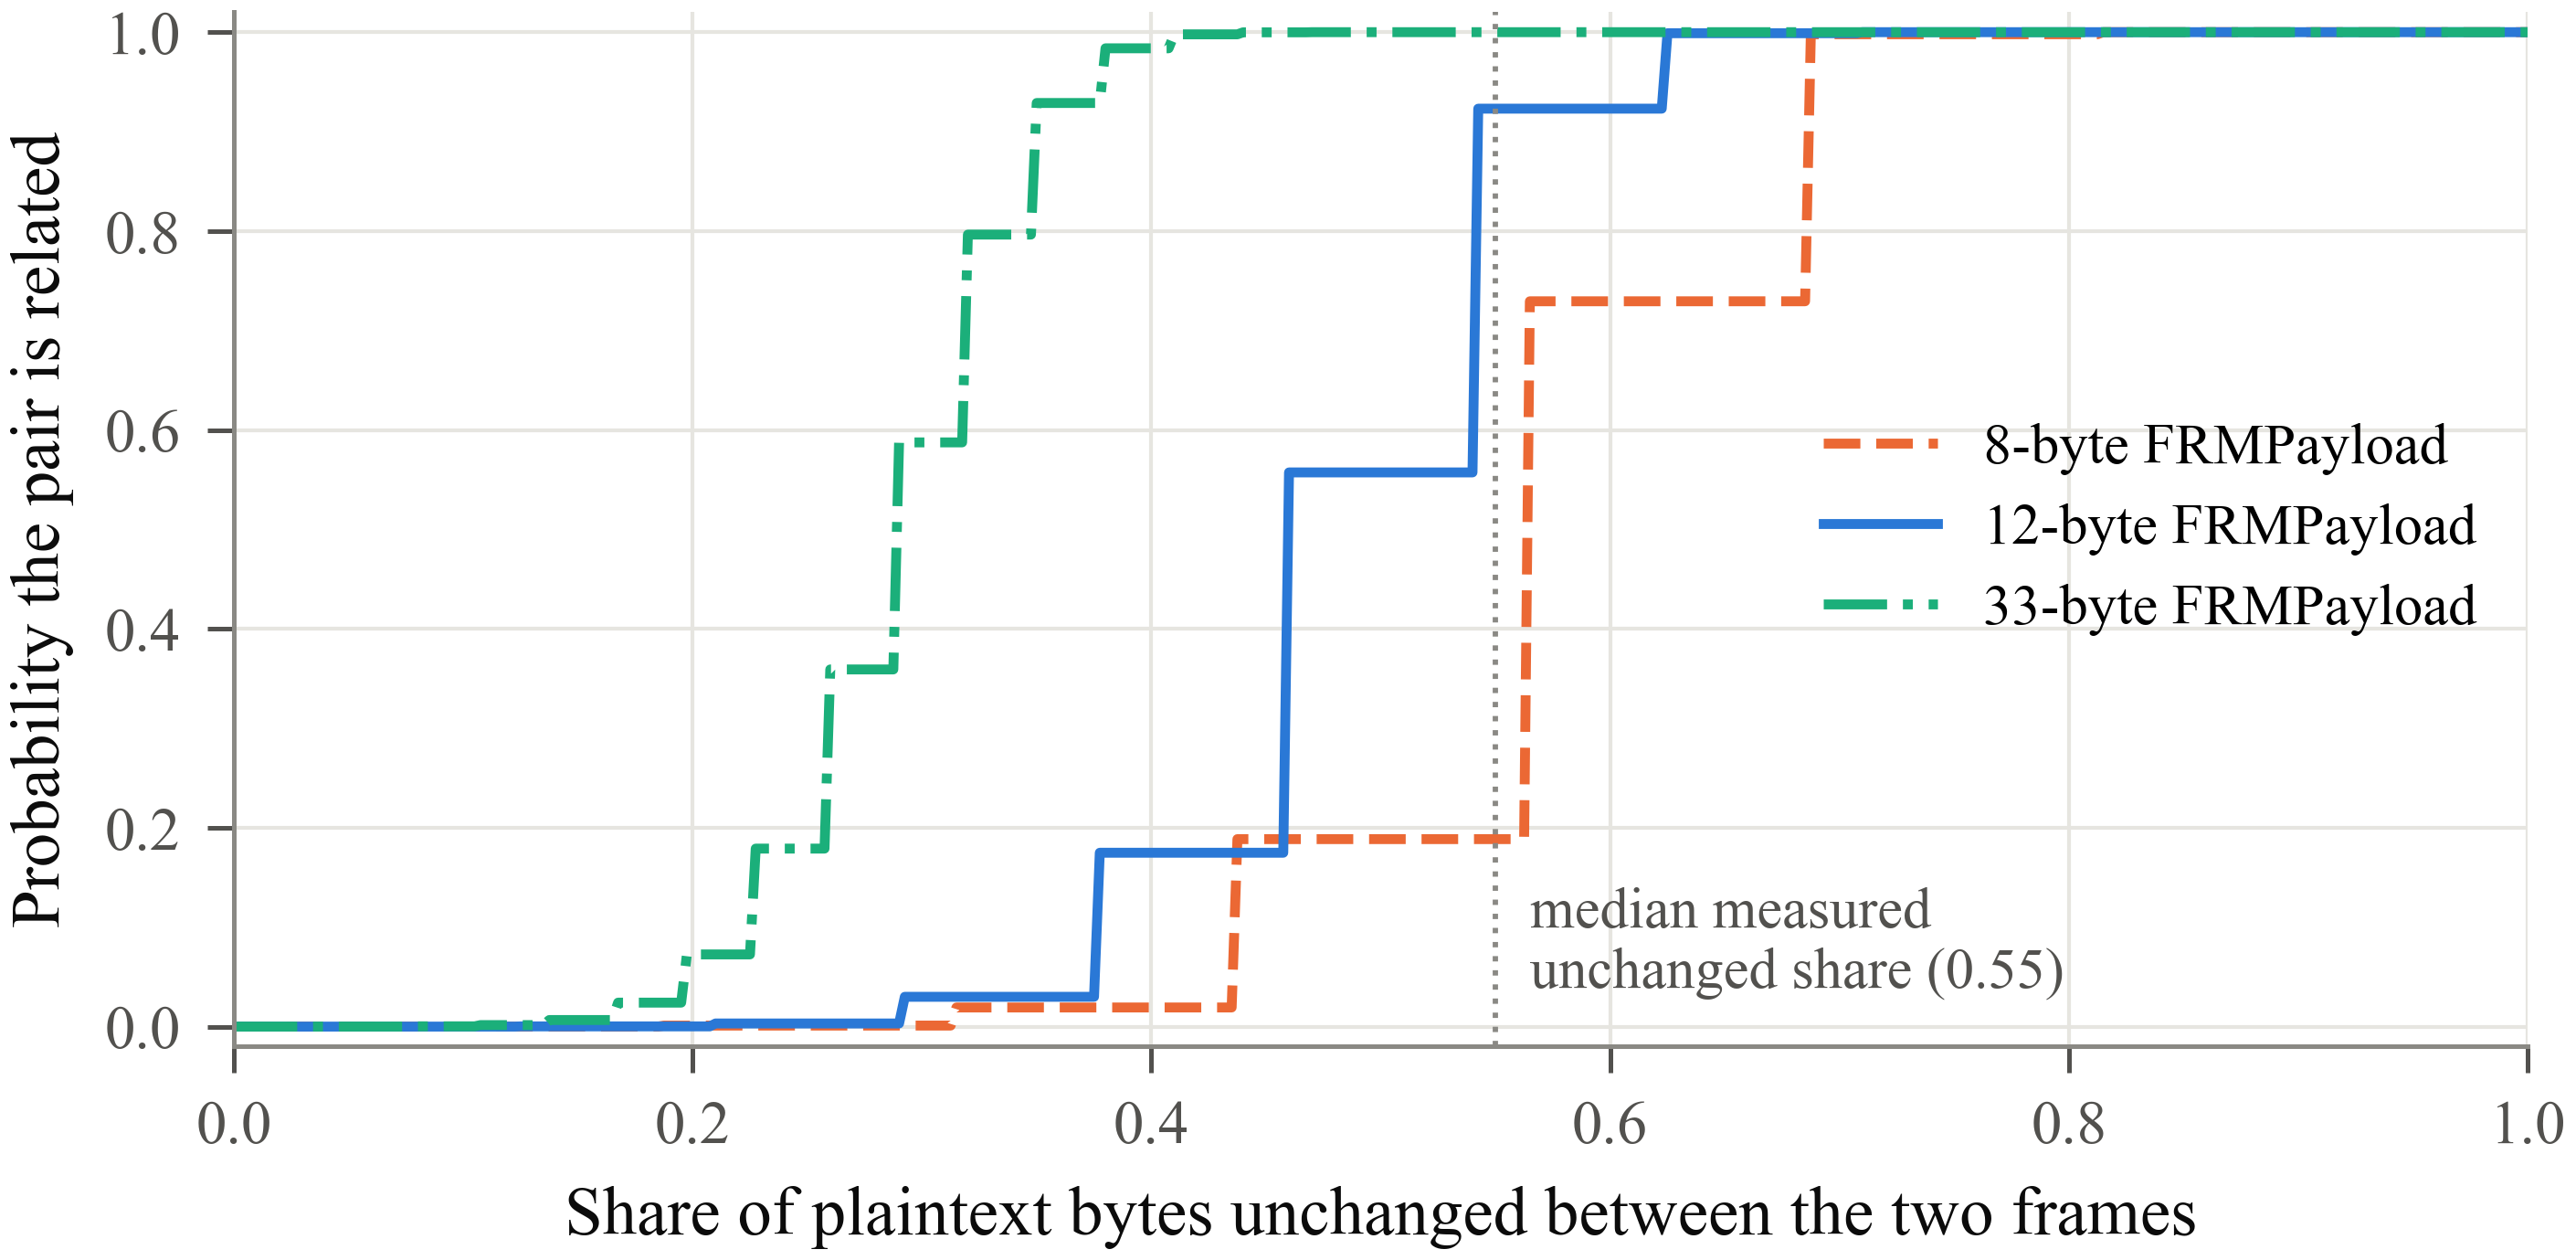 Probability the pair is related
1.0
0.8
0.6
0.4
0.2
0.0
8-byte FRMPayload
12-byte FRMPayload
33-byte FRMPayload
median measured
unchanged share (0.55)
0.0 0.2 0.4 0.6 0.8 1.0
Share of plaintext bytes unchanged between the two frames